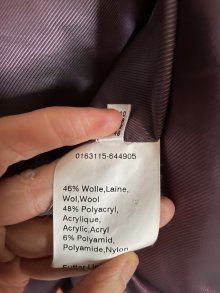 0163115-644905
46% Wolle,Laine,
Wol,Wool
48% Polyacryl,
Acrylique,
Acrylic,Acryl
6% Polyamid,
Polyamide,Nylon